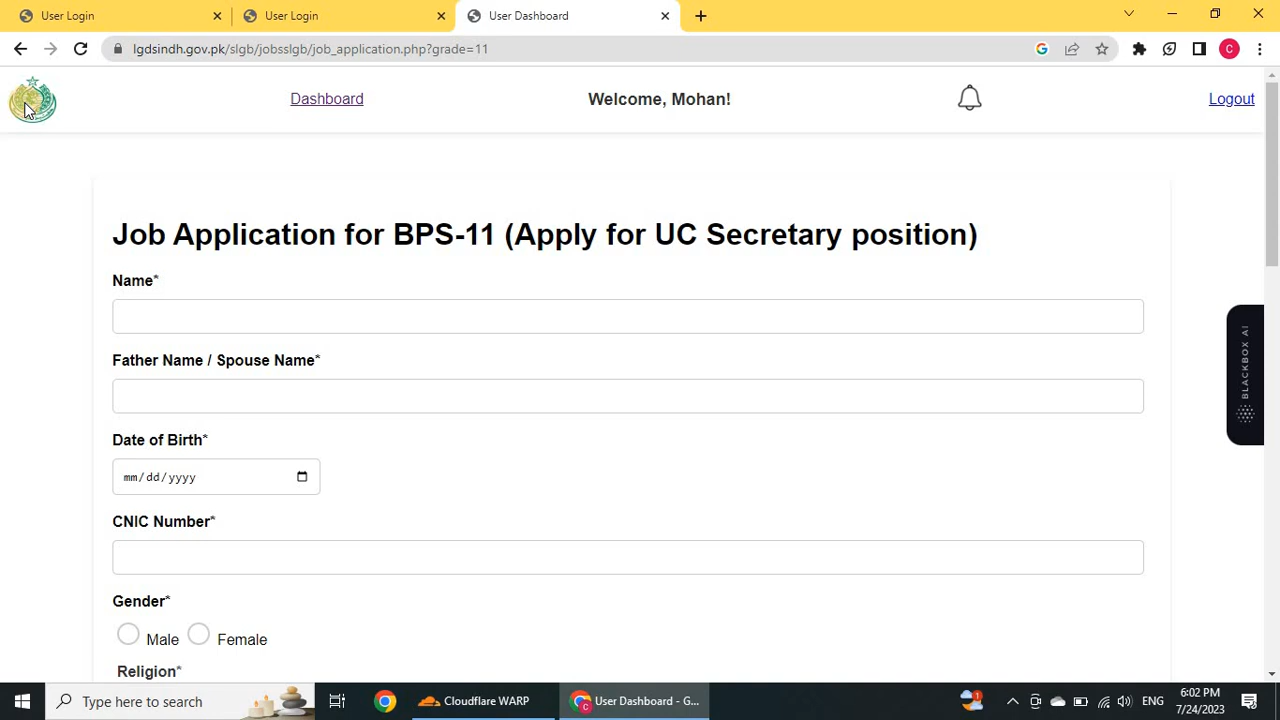 User Login
User Login
User Dashboard
lgdsindh.gov.pk/slgb/jobsslgb/job_application.php?grade=11
C
Dashboard
Welcome, Mohan!
Logout
Job Application for BPS-11 (Apply for UC Secretary position)
Name*
Father Name / Spouse Name*
Date of Birth*
mm/dd/yyyy
CNIC Number*
Gender*
Male
Female
Religion*
BLACKBOX AI
Type here to search
Cloudflare WARP
C
User Dashboard - G...
1
ENG
6:02 PM
7/24/2023